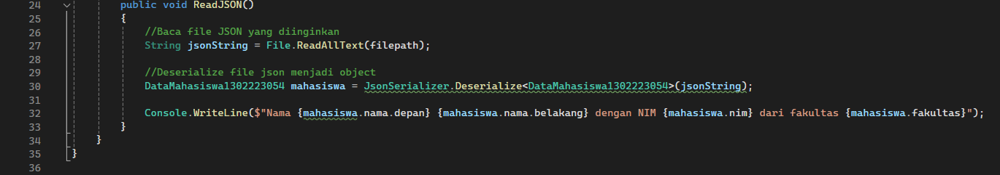 24 public void ReadJSON()
25 {
26 //Baca file JSON yang diinginkan
27 String jsonString = File.ReadAllText(filepath);
28
29 //Deserialize file json menjadi object
30 DataMahasiswa1302223054 mahasiswa = JsonSerializer.Deserialize<DataMahasiswa1302223054>(jsonString);
31
32 Console.WriteLine($"Nama {mahasiswa.nama.depan} {mahasiswa.nama.belakang} dengan NIM {mahasiswa.nim} dari fakultas {mahasiswa.fakultas}");
33 }
34 }
35 }
36